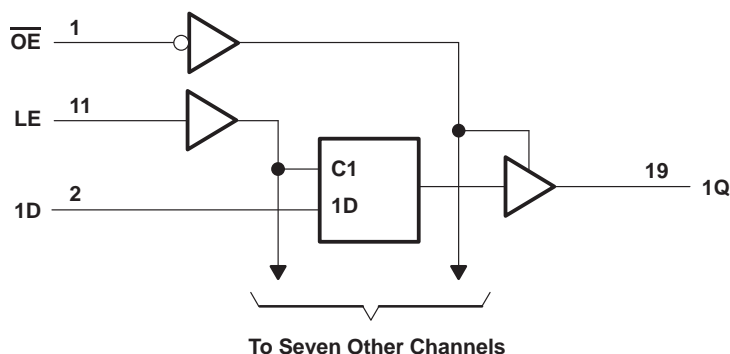 OE 1
LE 11
1D 2
C1
1D
19 1Q
To Seven Other Channels